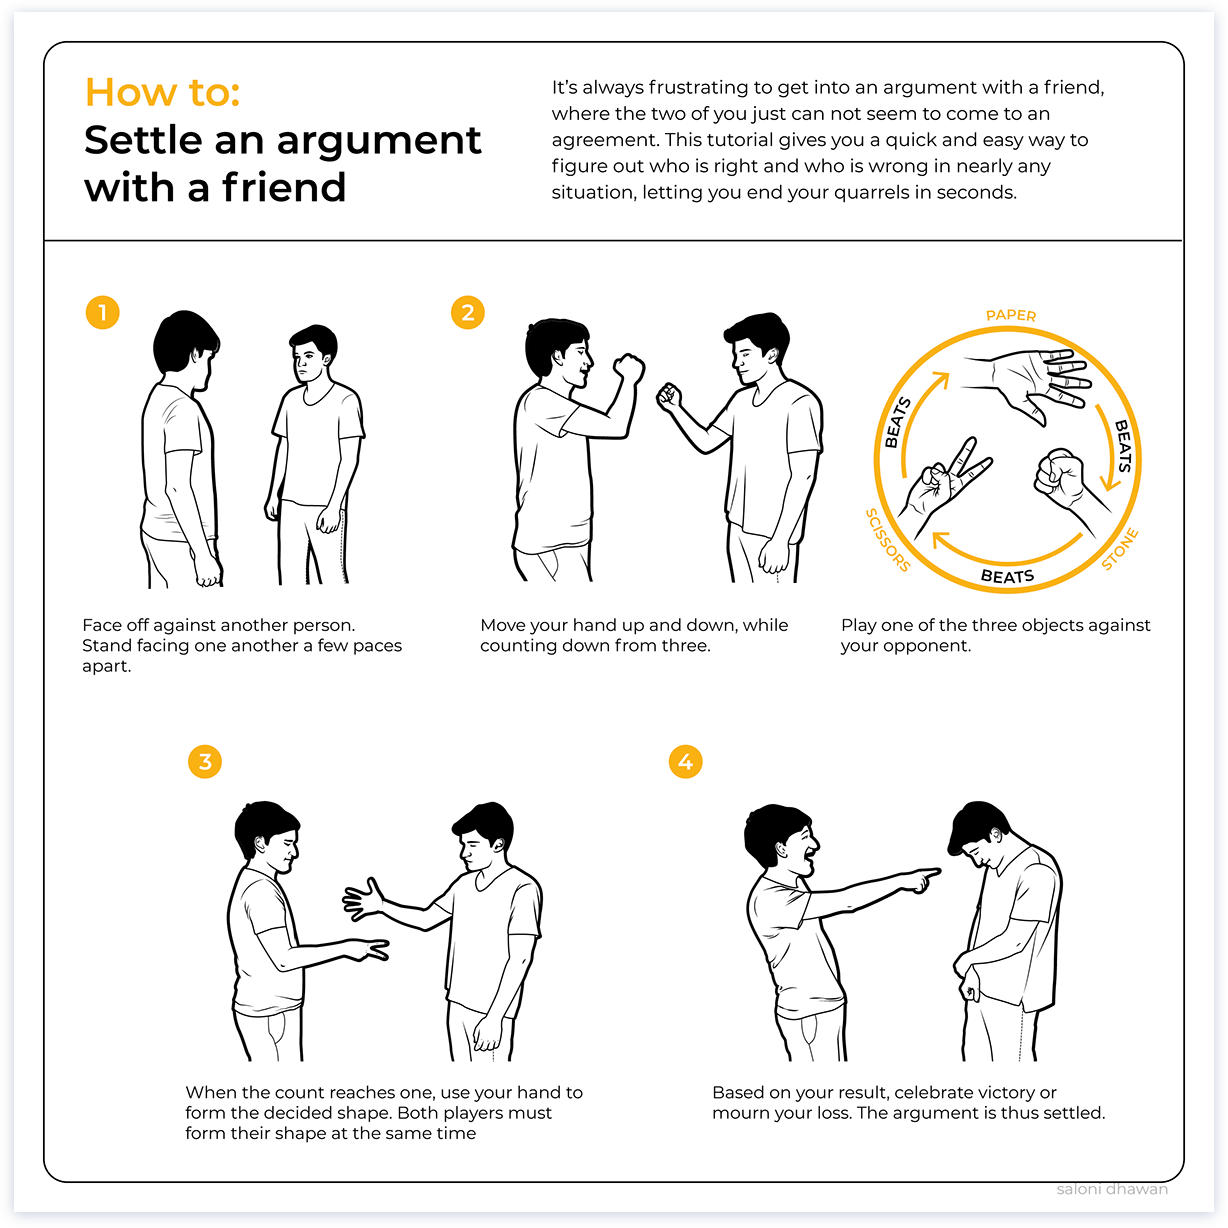 How to:
Settle an argument
with a friend
It's always frustrating to get into an argument with a friend,
where the two of you just can not seem to come to an
agreement. This tutorial gives you a quick and easy way to
figure out who is right and who is wrong in nearly any
situation, letting you end your quarrels in seconds.
1
Face off against another person.
Stand facing one another a few paces
apart.
2
Move your hand up and down, while
counting down from three.
PAPER
BEATS
BEATS
SCISSORS
STONE
BEATS
Play one of the three objects against
your opponent.
3
When the count reaches one, use your hand to
form the decided shape. Both players must
form their shape at the same time
4
Based on your result, celebrate victory or
mourn your loss. The argument is thus settled.
saloni dhawan